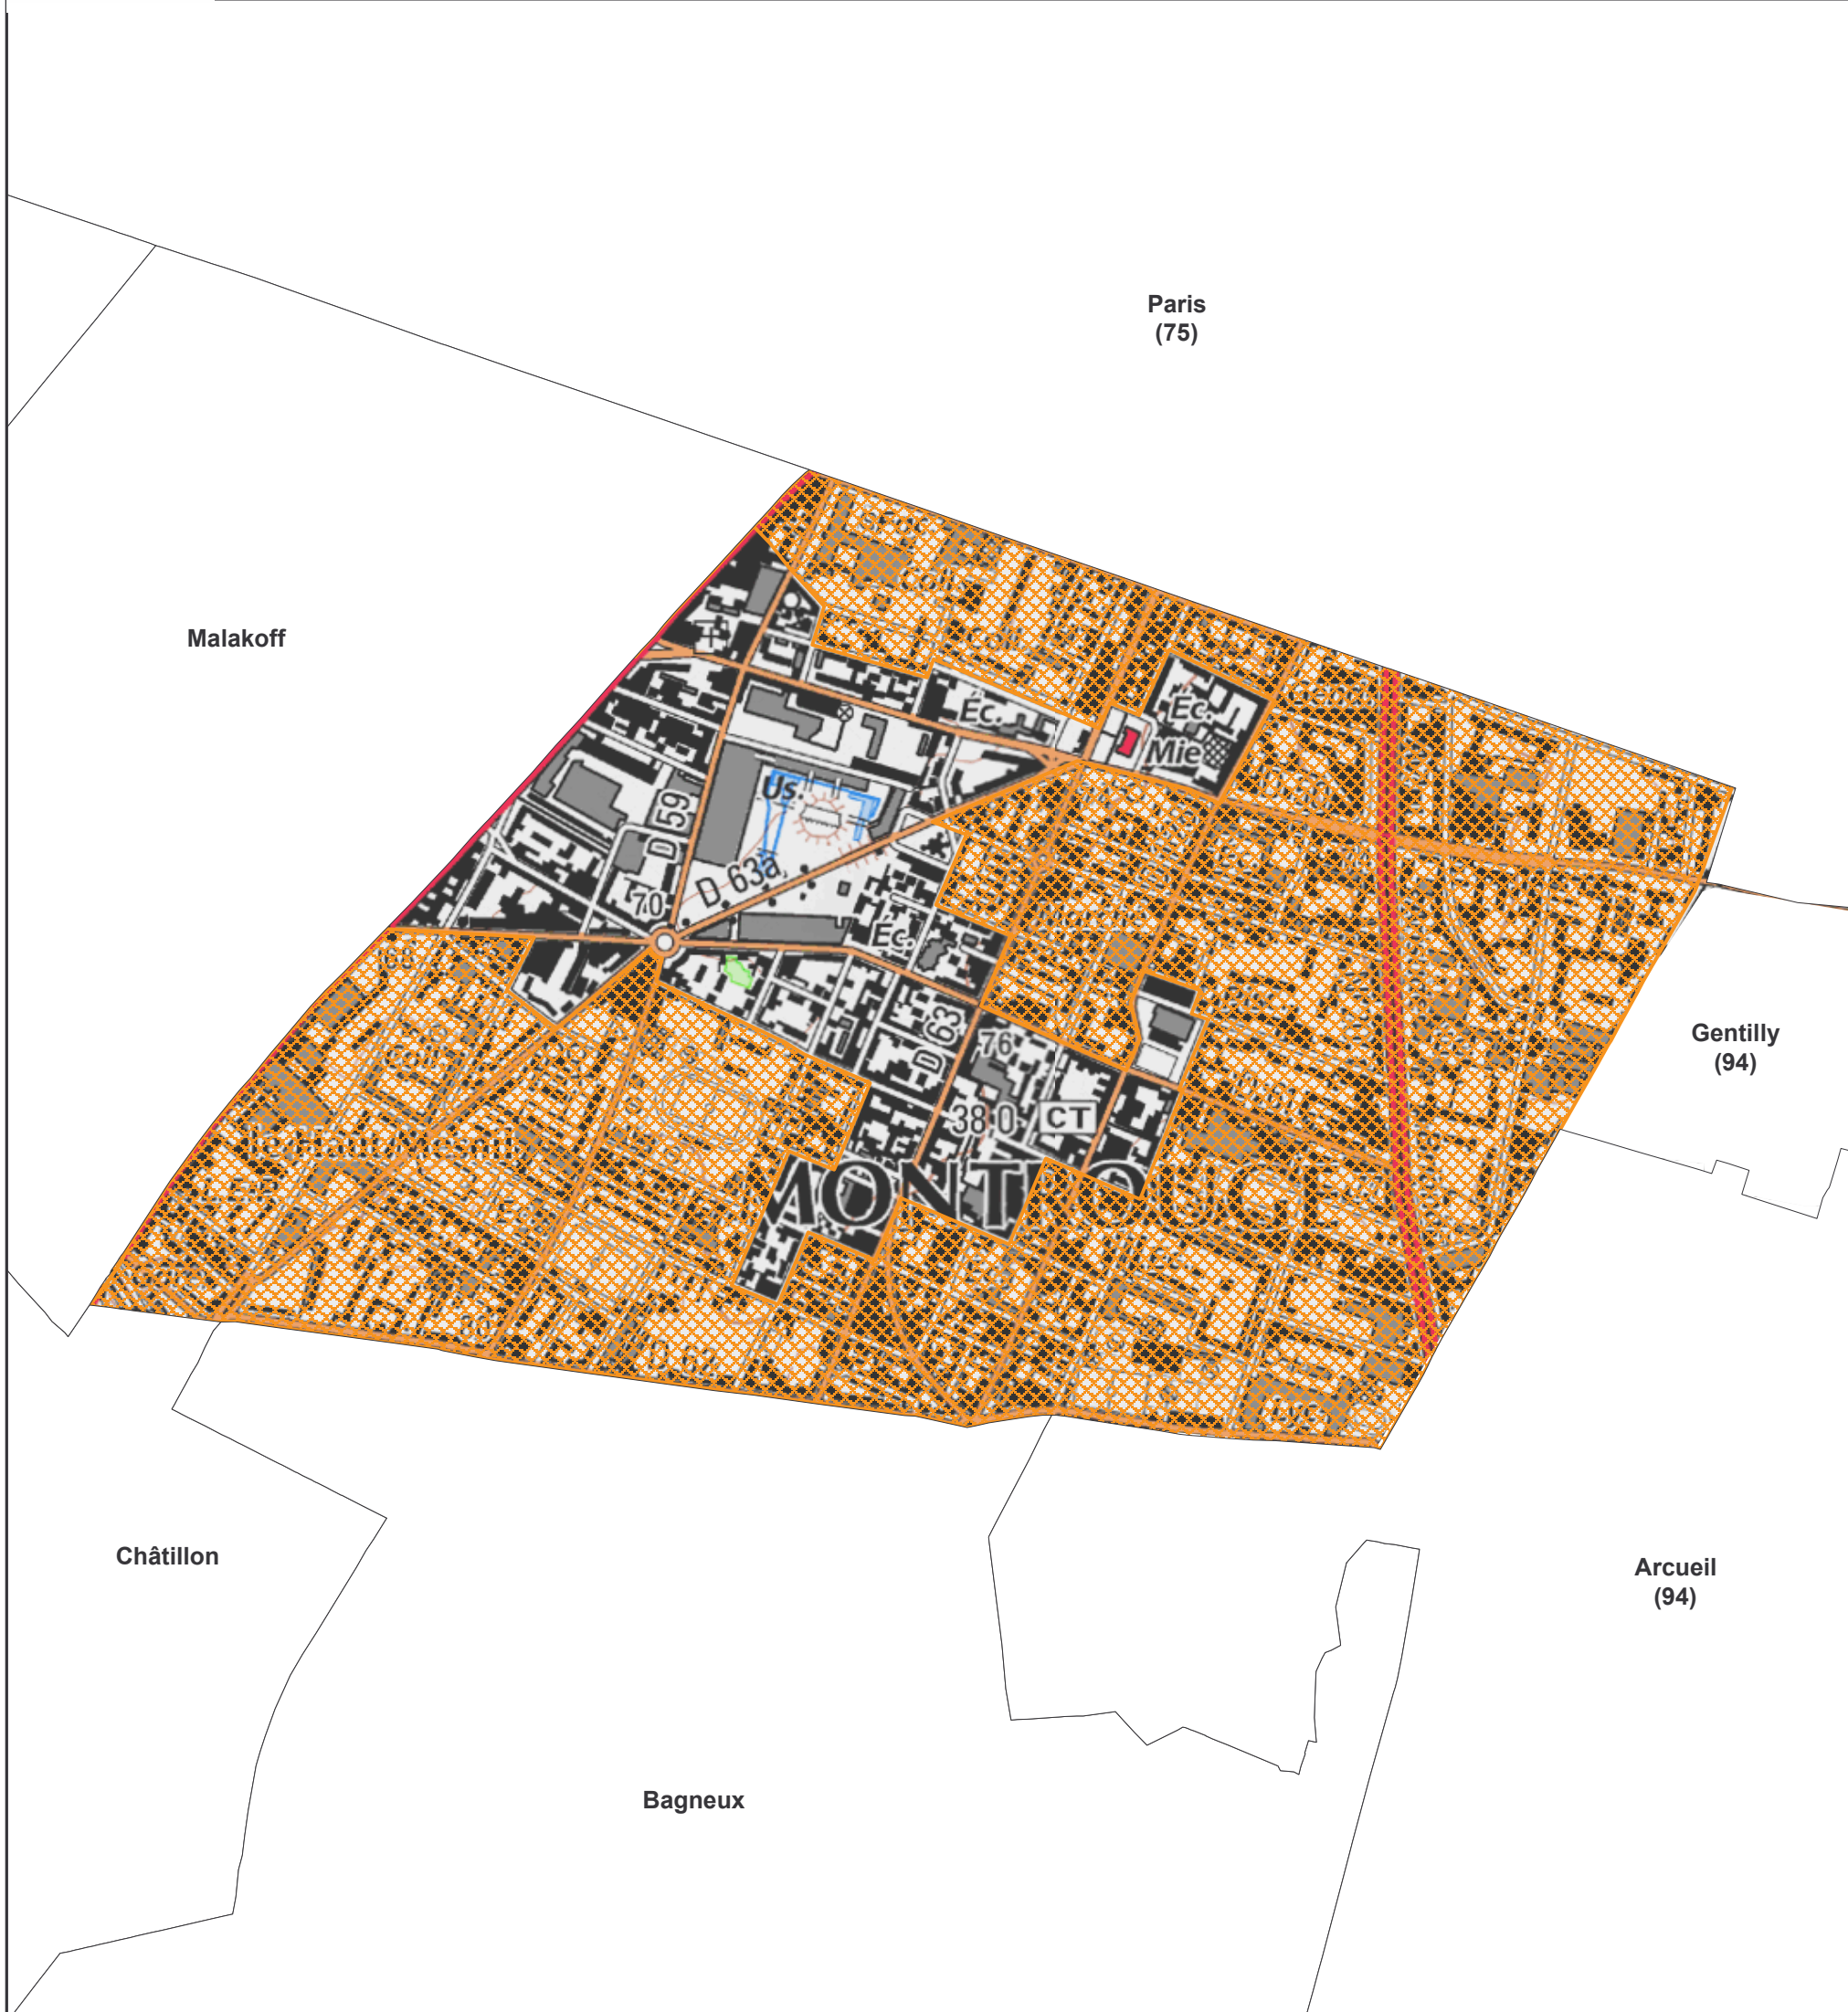 Paris
(75)
Malakoff
Éc.
Éc.
Mie
Us.
D 59
D 63a
70
Éc.
Gentilly
(94)
D 63
76
38.0
CT
MONTROUGE
Châtillon
Arcueil
(94)
Bagneux